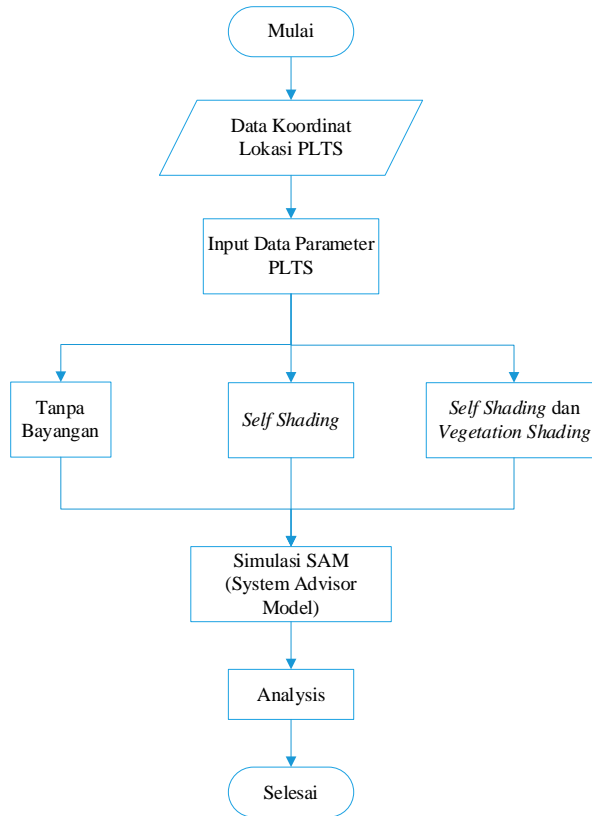 Mulai
Data Koordinat
Lokasi PLTS
Input Data Parameter
PLTS
Tanpa
Bayangan
Self Shading
Self Shading dan
Vegetation Shading
Simulasi SAM
(System Advisor
Model)
Analysis
Selesai